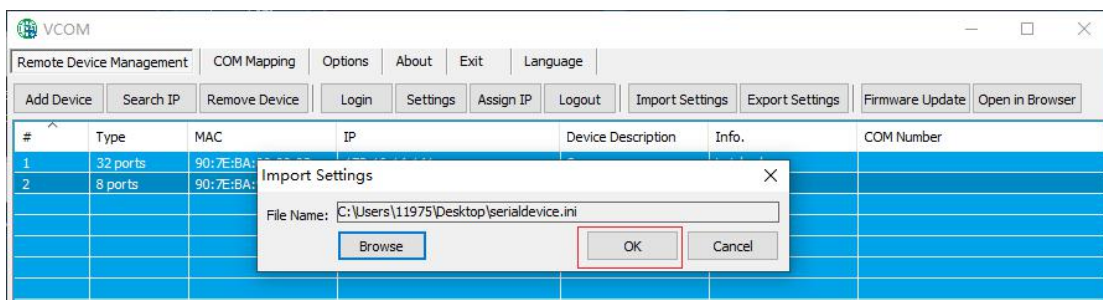 VCOM
Remote Device Management COM Mapping Options About Exit Language
Add Device Search IP Remove Device Login Settings Assign IP Logout Import Settings Export Settings Firmware Update Open in Browser
# Type MAC IP Device Description Info. COM Number
1 32 ports 90:7E:BA:
2 8 ports 90:7E:BA:
Import Settings
File Name: C:\Users\11975\Desktop\serialdevice.ini
Browse OK Cancel